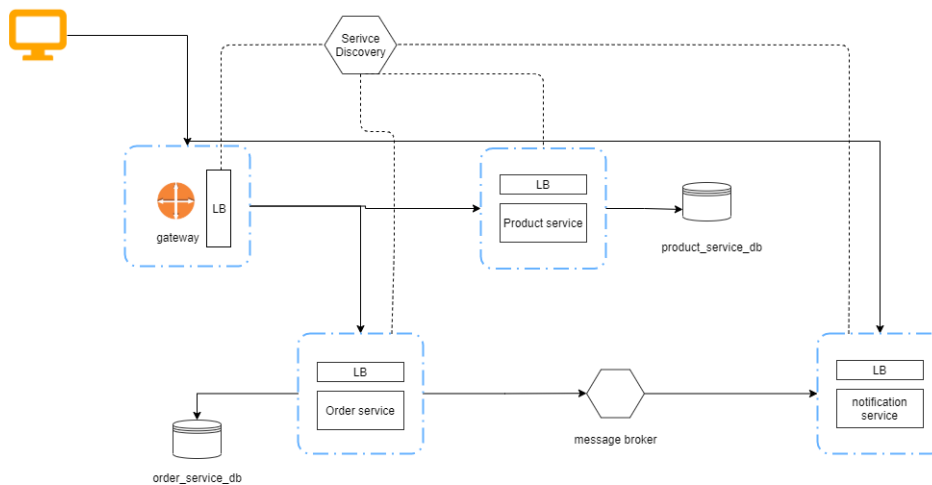 Serivce
Discovery
LB
gateway
LB
Product service
product_service_db
LB
Order service
order_service_db
message broker
LB
notification
service